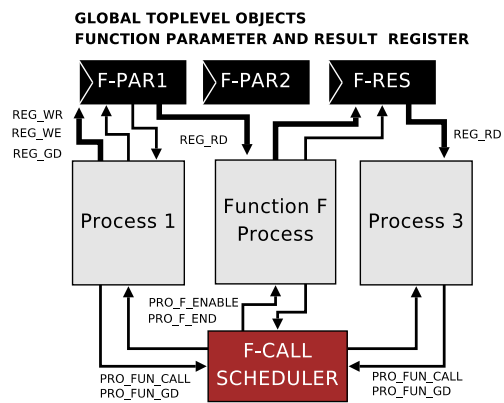 GLOBAL TOPLEVEL OBJECTS
FUNCTION PARAMETER AND RESULT REGISTER
F-PAR1
F-PAR2
F-RES
REG_WR
REG_WE
REG_GD
REG_RD
REG_RD
Process 1
Function F
Process
Process 3
PRO_F_ENABLE
PRO_F_END
F-CALL
SCHEDULER
PRO_FUN_CALL
PRO_FUN_GD
PRO_FUN_CALL
PRO_FUN_GD